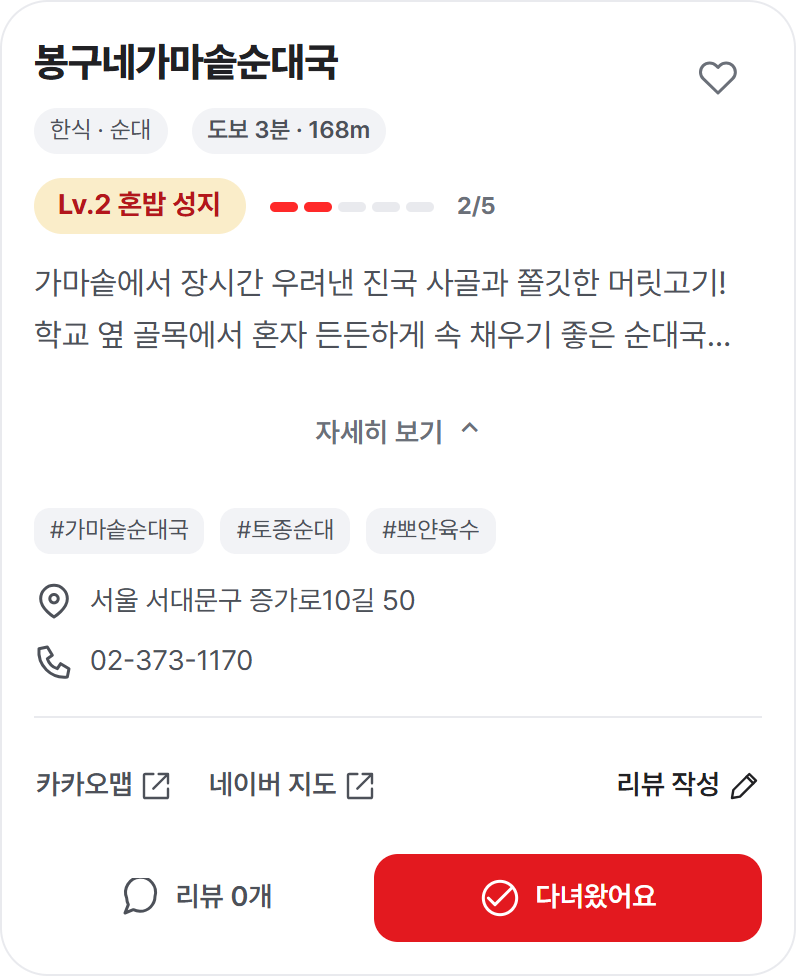 봉구네가마솥순대국
한식 · 순대 도보 3분 · 168m
Lv.2 혼밥 성지 2/5
가마솥에서 장시간 우려낸 진국 사골과 쫄깃한 머릿고기!
학교 옆 골목에서 혼자 든든하게 속 채우기 좋은 순대국...
자세히 보기
#가마솥순대국 #토종순대 #뽀얀육수
서울 서대문구 증가로10길 50
02-373-1170
카카오맵 네이버 지도 리뷰 작성
리뷰 0개 다녀왔어요